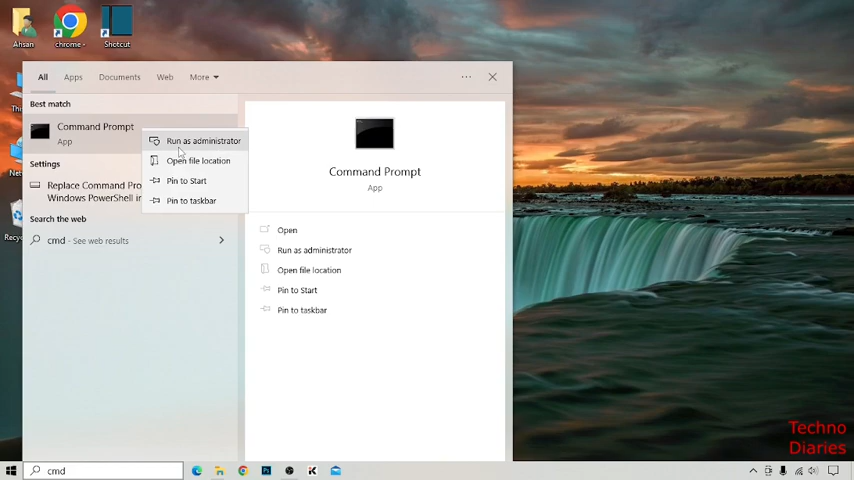 Ahsan
chrome -
Shotcut
All
Apps
Documents
Web
More
Best match
Command Prompt
App
Run as administrator
Open file location
Pin to Start
Pin to taskbar
Settings
Replace Command Pro
Windows PowerShell in
Search the web
cmd - See web results
Command Prompt
App
Open
Run as administrator
Open file location
Pin to Start
Pin to taskbar
Techno
Diaries
cmd